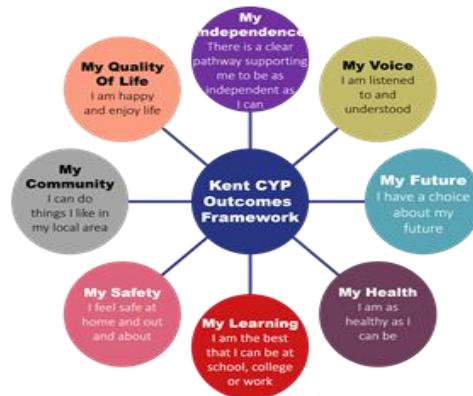 My
Independence
There is a clear
pathway supporting
me to be as
independent as
I can
My Quality
Of Life
I am happy
and enjoy life
My Voice
I am listened
to and
understood
My
Community
I can do
things I like in
my local area
Kent CYP
Outcomes
Framework
My Future
I have a choice
about my
future
My Safety
I feel safe at
home and out
and about
My Learning
I am the best
that I can be at
school, college
or work
My Health
I am as
healthy as I
can be